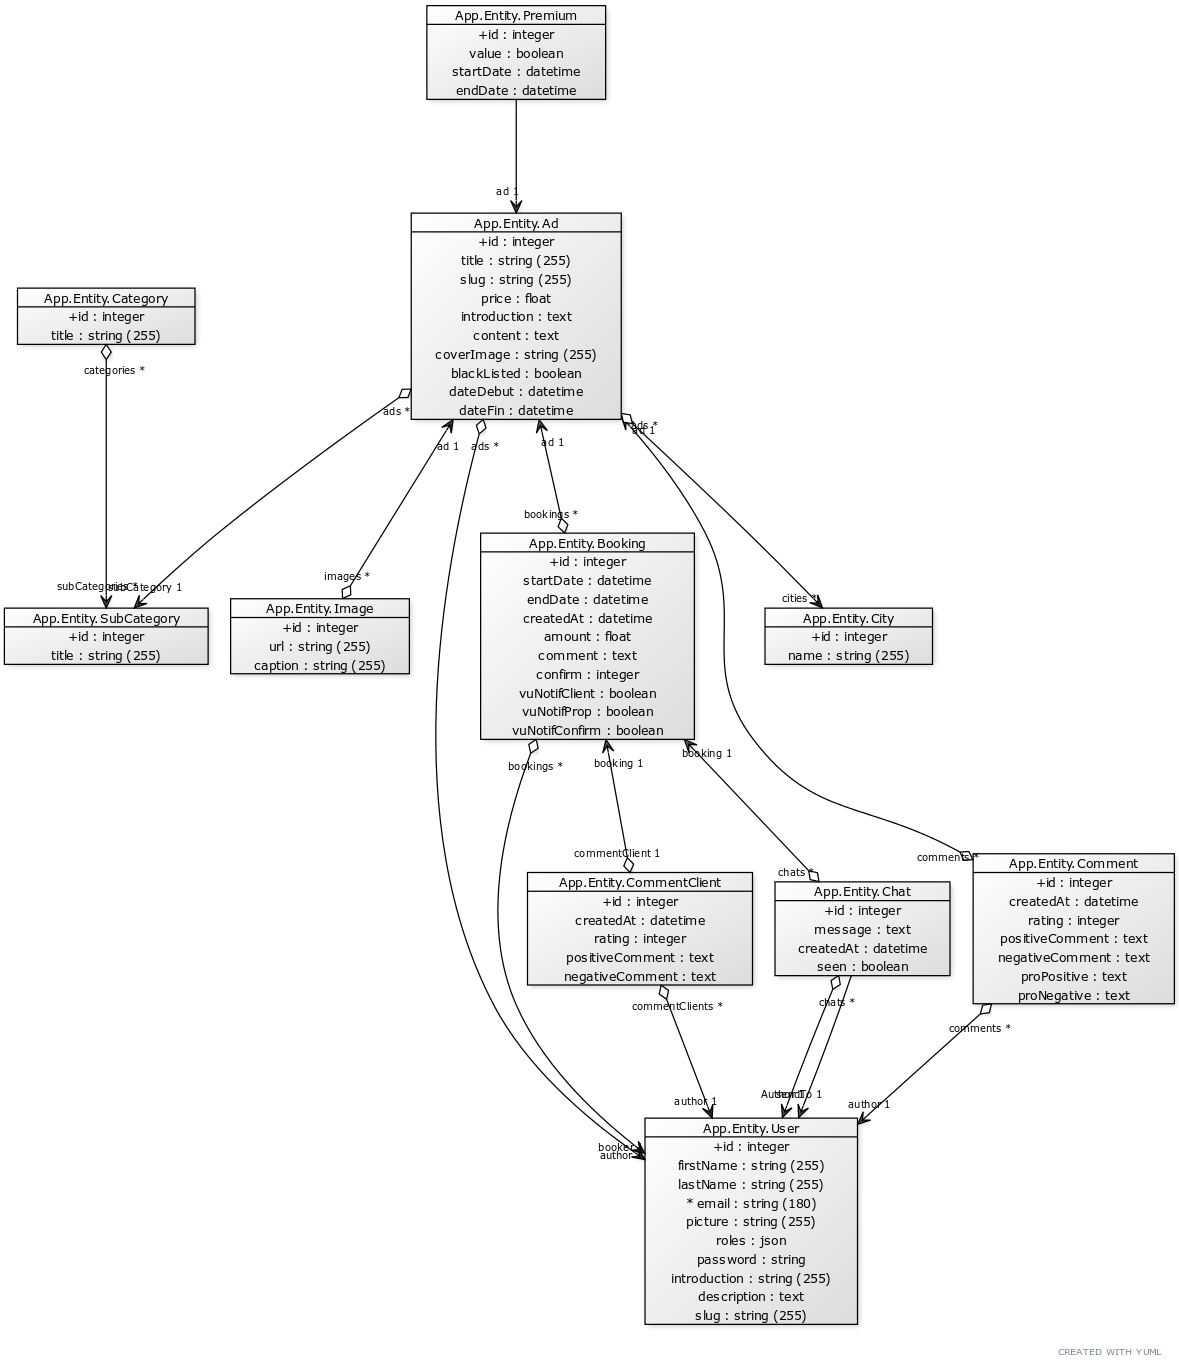 App.Entity.Premium
+id : integer
value : boolean
startDate : datetime
endDate : datetime
ad 1
App.Entity.Ad
+id : integer
title : string (255)
slug : string (255)
price : float
introduction : text
content : text
coverImage : string (255)
blackListed : boolean
dateDebut : datetime
dateFin : datetime
App.Entity.Category
+id : integer
title : string (255)
categories *
ads *
ad 1
ads *
ad 1
ads *
ad 1
bookings *
subCategories *
subCategory 1
images *
cities *
App.Entity.SubCategory
+id : integer
title : string (255)
App.Entity.Image
+id : integer
url : string (255)
caption : string (255)
App.Entity.Booking
+id : integer
startDate : datetime
endDate : datetime
createdAt : datetime
amount : float
comment : text
confirm : integer
vuNotifClient : boolean
vuNotifProp : boolean
vuNotifConfirm : boolean
App.Entity.City
+id : integer
name : string (255)
bookings *
booking 1
booking 1
commentClient 1
chats *
comments *
App.Entity.CommentClient
+id : integer
createdAt : datetime
rating : integer
positiveComment : text
negativeComment : text
App.Entity.Chat
+id : integer
message : text
createdAt : datetime
seen : boolean
App.Entity.Comment
+id : integer
createdAt : datetime
rating : integer
positiveComment : text
negativeComment : text
proPositive : text
proNegative : text
commentClients *
chats *
comments *
author 1
author 1
booker
author
App.Entity.User
+id : integer
firstName : string (255)
lastName : string (255)
* email : string (180)
picture : string (255)
roles : json
password : string
introduction : string (255)
description : text
slug : string (255)
CREATED WITH YUML